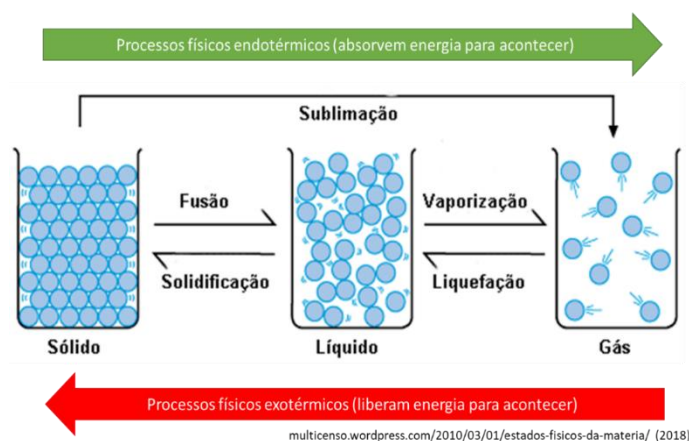 Processos físicos endotérmicos (absorvem energia para acontecer)
Sublimação
Fusão
Vaporização
Solidificação
Liquefação
Sólido
Líquido
Gás
Processos físicos exotérmicos (liberam energia para acontecer)
multicenso.wordpress.com/2010/03/01/estados-fisicos-da-materia/ (2018)